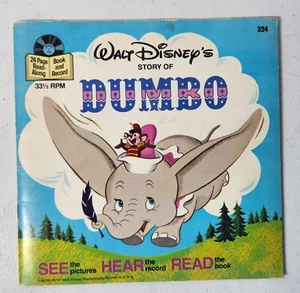 324
24 Page
Read-
Along
Book
and
Record
33⅓ RPM
WALT DISNEY'S
STORY OF
DUMBO
SEE the pictures HEAR the record READ the book